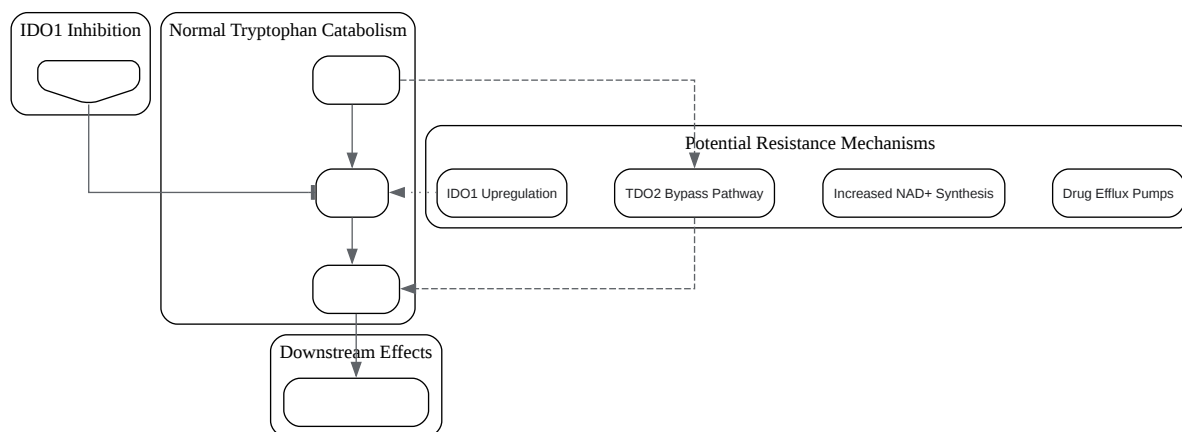 IDO1 Inhibition
Normal Tryptophan Catabolism
Potential Resistance Mechanisms
IDO1 Upregulation
TDO2 Bypass Pathway
Increased NAD+ Synthesis
Drug Efflux Pumps
Downstream Effects